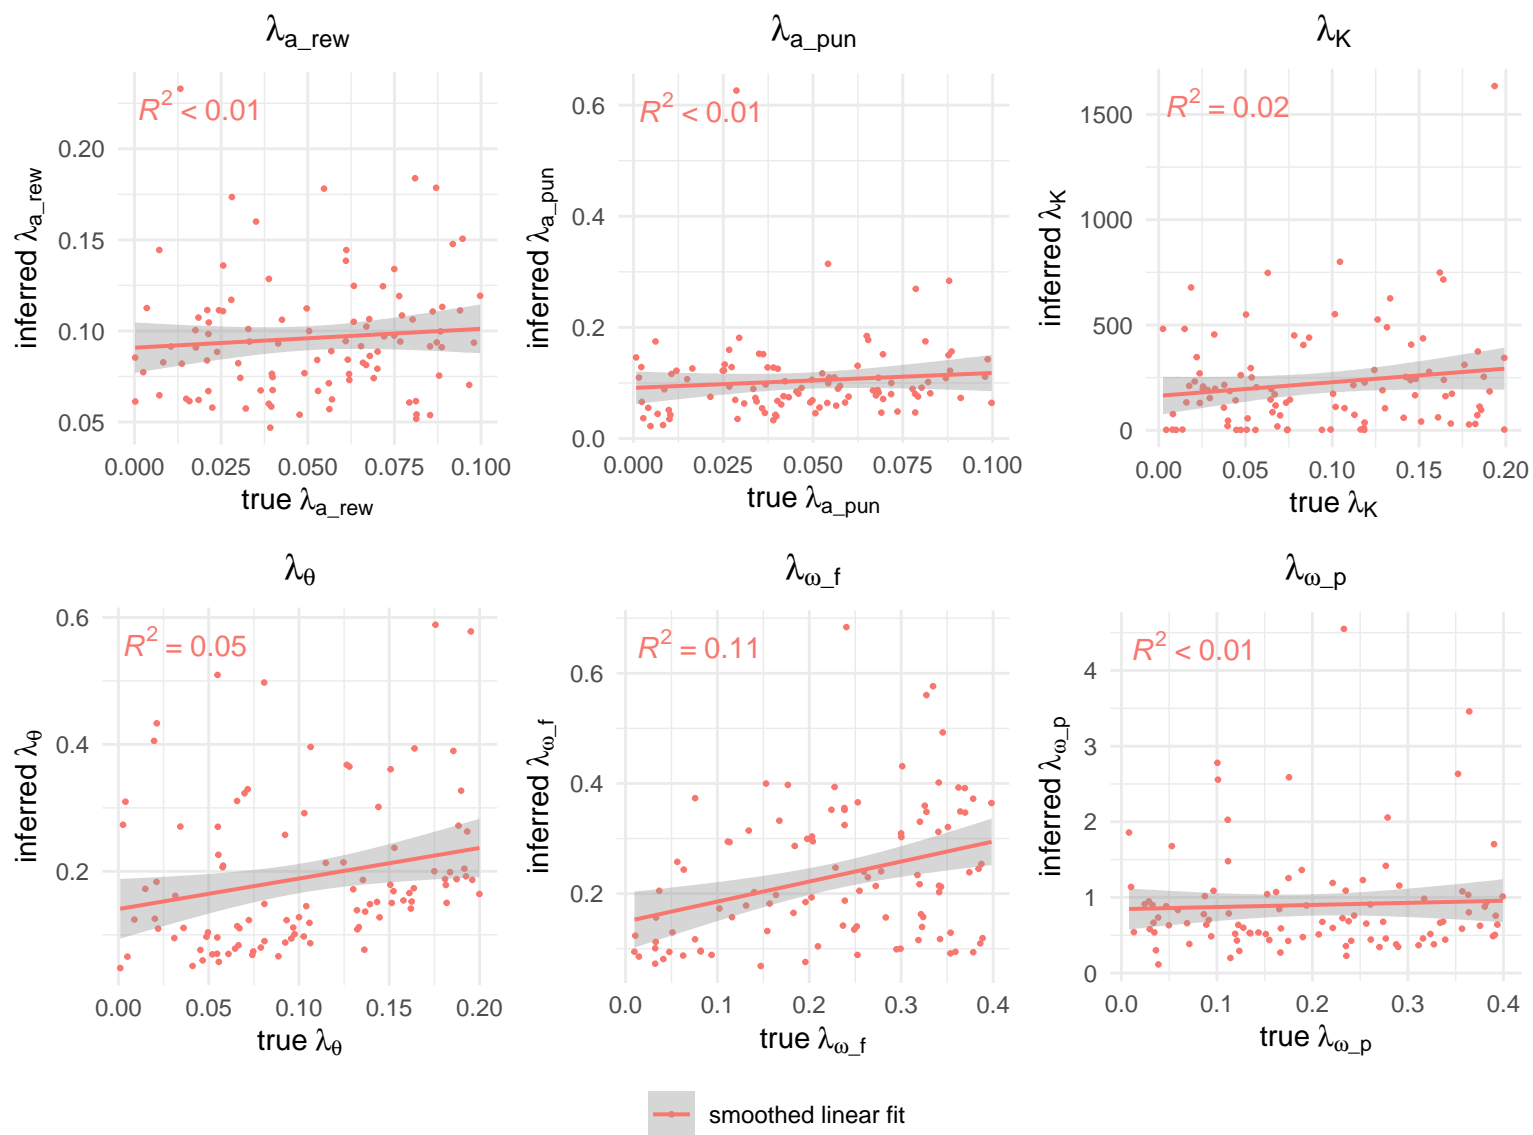 λa_rew
λa_pun
λK
R² < 0.01
R² < 0.01
R² = 0.02
inferred λa_rew
inferred λa_pun
inferred λK
0.20
0.15
0.10
0.05
0.6
0.4
0.2
0.0
1500
1000
500
0
0.000 0.025 0.050 0.075 0.100
0.000 0.025 0.050 0.075 0.100
0.00 0.05 0.10 0.15 0.20
true λa_rew
true λa_pun
true λK
λθ
λω_f
λω_p
R² = 0.05
R² = 0.11
R² < 0.01
inferred λθ
inferred λω_f
inferred λω_p
0.6
0.4
0.2
0.6
0.4
0.2
4
3
2
1
0
0.00 0.05 0.10 0.15 0.20
0.0 0.1 0.2 0.3 0.4
0.0 0.1 0.2 0.3 0.4
true λθ
true λω_f
true λω_p
smoothed linear fit